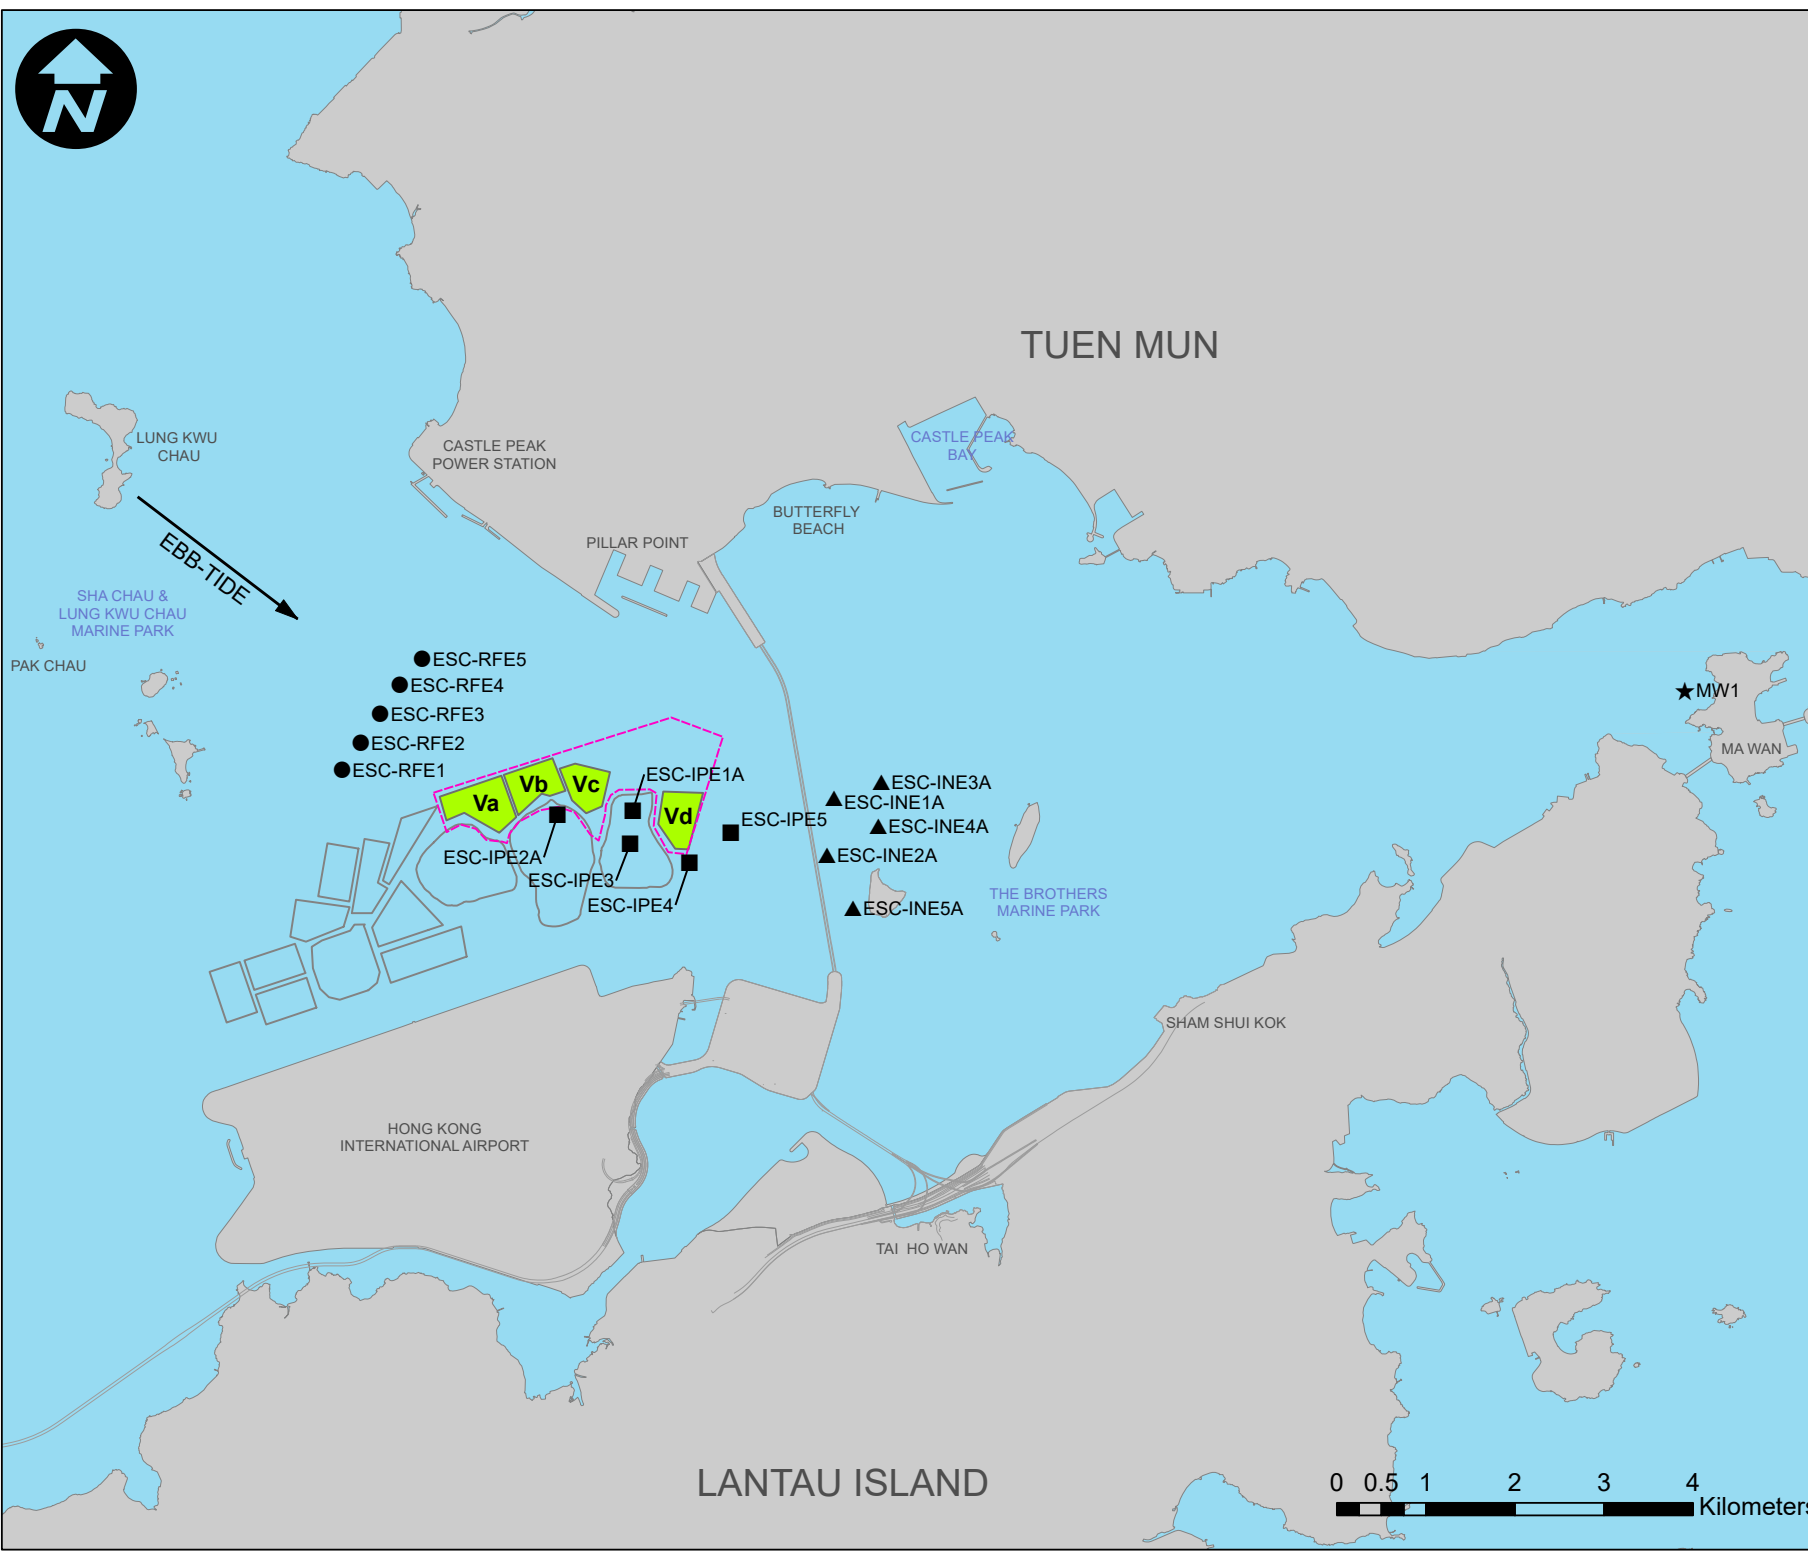 N
TUEN MUN
LUNG KWU
CHAU
CASTLE PEAK
POWER STATION
CASTLE PEAK
BAY
BUTTERFLY
BEACH
PILLAR POINT
EBB-TIDE
SHA CHAU &
LUNG KWU CHAU
MARINE PARK
PAK CHAU
ESC-RFE5
ESC-RFE4
ESC-RFE3
ESC-RFE2
ESC-RFE1
MW1
MA WAN
Va
Vb
Vc
Vd
ESC-IPE1A
ESC-IPE5
ESC-IPE2A
ESC-IPE3
ESC-IPE4
ESC-INE3A
ESC-INE1A
ESC-INE4A
ESC-INE2A
ESC-INE5A
THE BROTHERS
MARINE PARK
SHAM SHUI KOK
HONG KONG
INTERNATIONAL AIRPORT
TAI HO WAN
LANTAU ISLAND
0 0.5 1 2 3 4
Kilometers